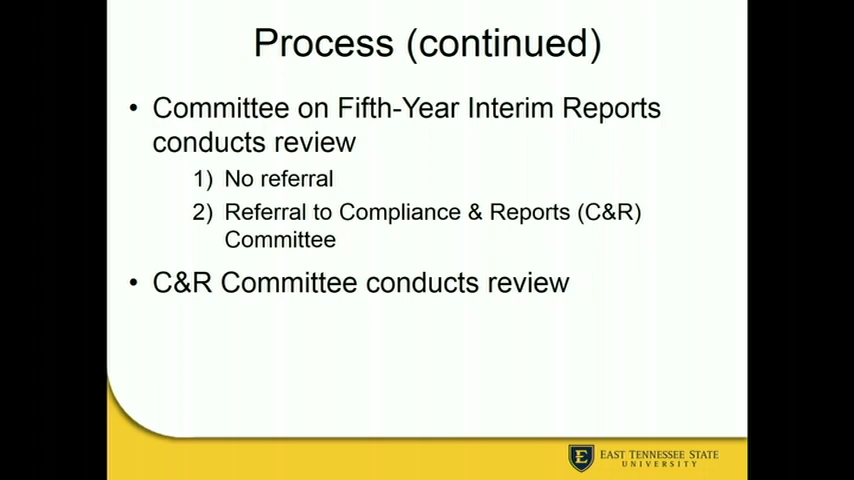 Process (continued)
• Committee on Fifth-Year Interim Reports
conducts review
1) No referral
2) Referral to Compliance & Reports (C&R)
Committee
• C&R Committee conducts review
E
EAST TENNESSEE STATE
UNIVERSITY